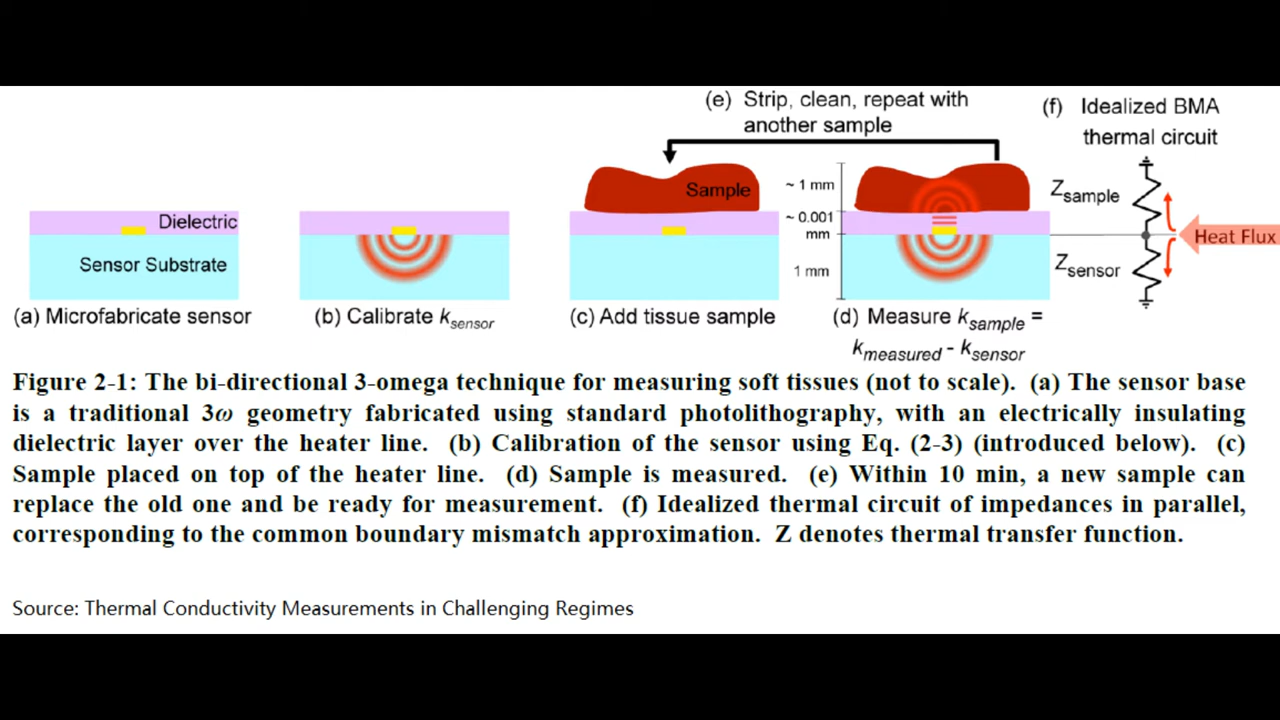 (e) Strip, clean, repeat with
another sample
(f) Idealized BMA
thermal circuit
Dielectric
Sensor Substrate
Sample
~ 1 mm
~ 0.001
mm
1 mm
Zsample
Zsensor
Heat Flux
(a) Microfabricate sensor
(b) Calibrate ksensor
(c) Add tissue sample
(d) Measure ksample =
kmeasured - ksensor
Figure 2-1: The bi-directional 3-omega technique for measuring soft tissues (not to scale). (a) The sensor base
is a traditional 3ω geometry fabricated using standard photolithography, with an electrically insulating
dielectric layer over the heater line. (b) Calibration of the sensor using Eq. (2-3) (introduced below). (c)
Sample placed on top of the heater line. (d) Sample is measured. (e) Within 10 min, a new sample can
replace the old one and be ready for measurement. (f) Idealized thermal circuit of impedances in parallel,
corresponding to the common boundary mismatch approximation. Z denotes thermal transfer function.
Source: Thermal Conductivity Measurements in Challenging Regimes